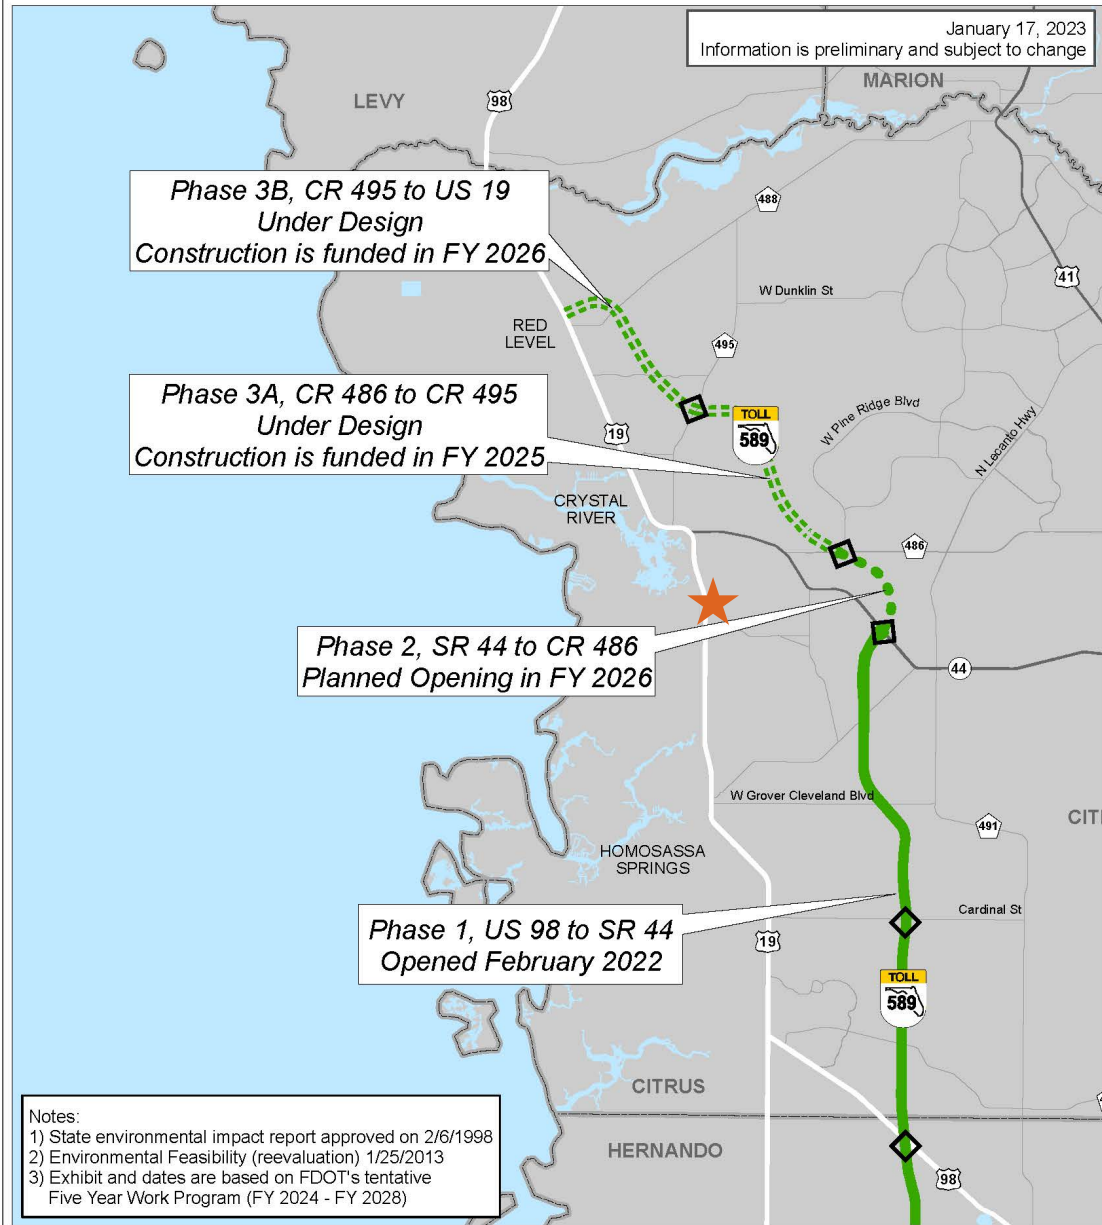 January 17, 2023
Information is preliminary and subject to change
MARION
LEVY
98
Phase 3B, CR 495 to US 19
Under Design
Construction is funded in FY 2026
488
41
W Dunklin St
RED
LEVEL
495
Phase 3A, CR 486 to CR 495
Under Design
Construction is funded in FY 2025
TOLL
589
W Pine Ridge Blvd
N Lecanto Hwy
19
CRYSTAL
RIVER
486
Phase 2, SR 44 to CR 486
Planned Opening in FY 2026
44
W Grover Cleveland Blvd
491
CIT
HOMOSASSA
SPRINGS
Phase 1, US 98 to SR 44
Opened February 2022
Cardinal St
19
TOLL
589
CITRUS
HERNANDO
98
Notes:
1) State environmental impact report approved on 2/6/1998
2) Environmental Feasibility (reevaluation) 1/25/2013
3) Exhibit and dates are based on FDOT's tentative
Five Year Work Program (FY 2024 - FY 2028)